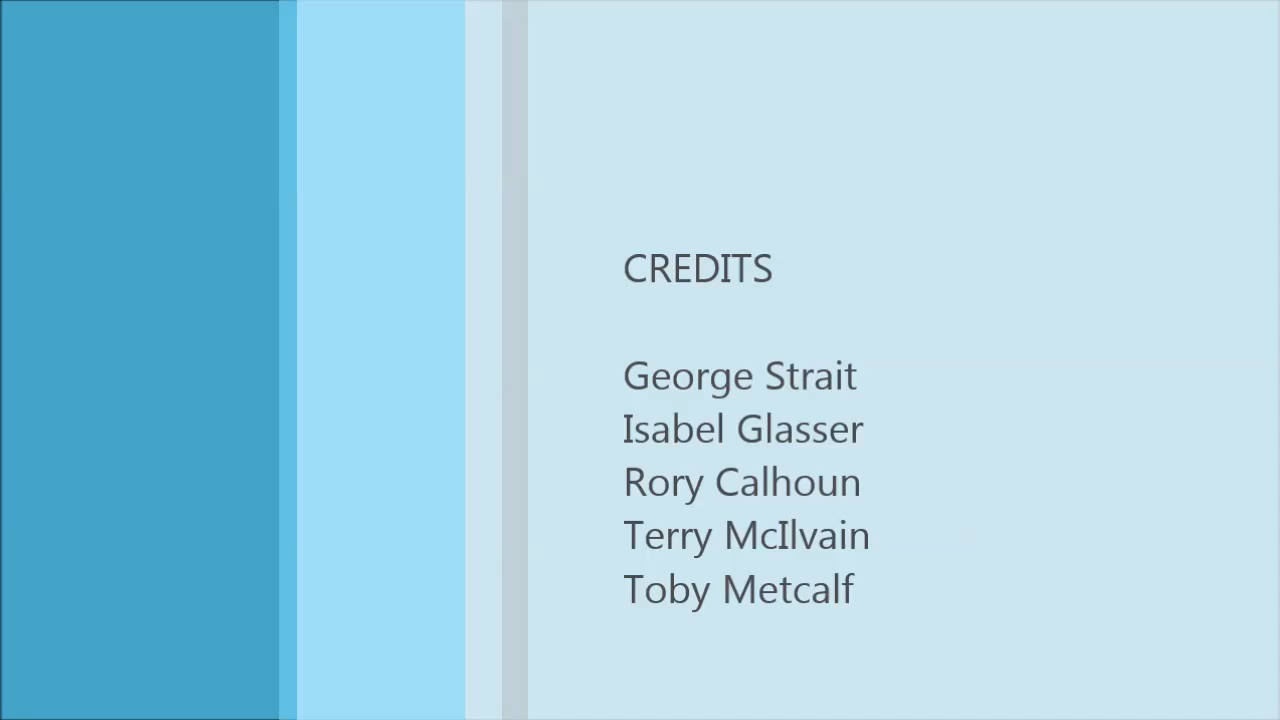 CREDITS
George Strait
Isabel Glasser
Rory Calhoun
Terry McIlvain
Toby Metcalf